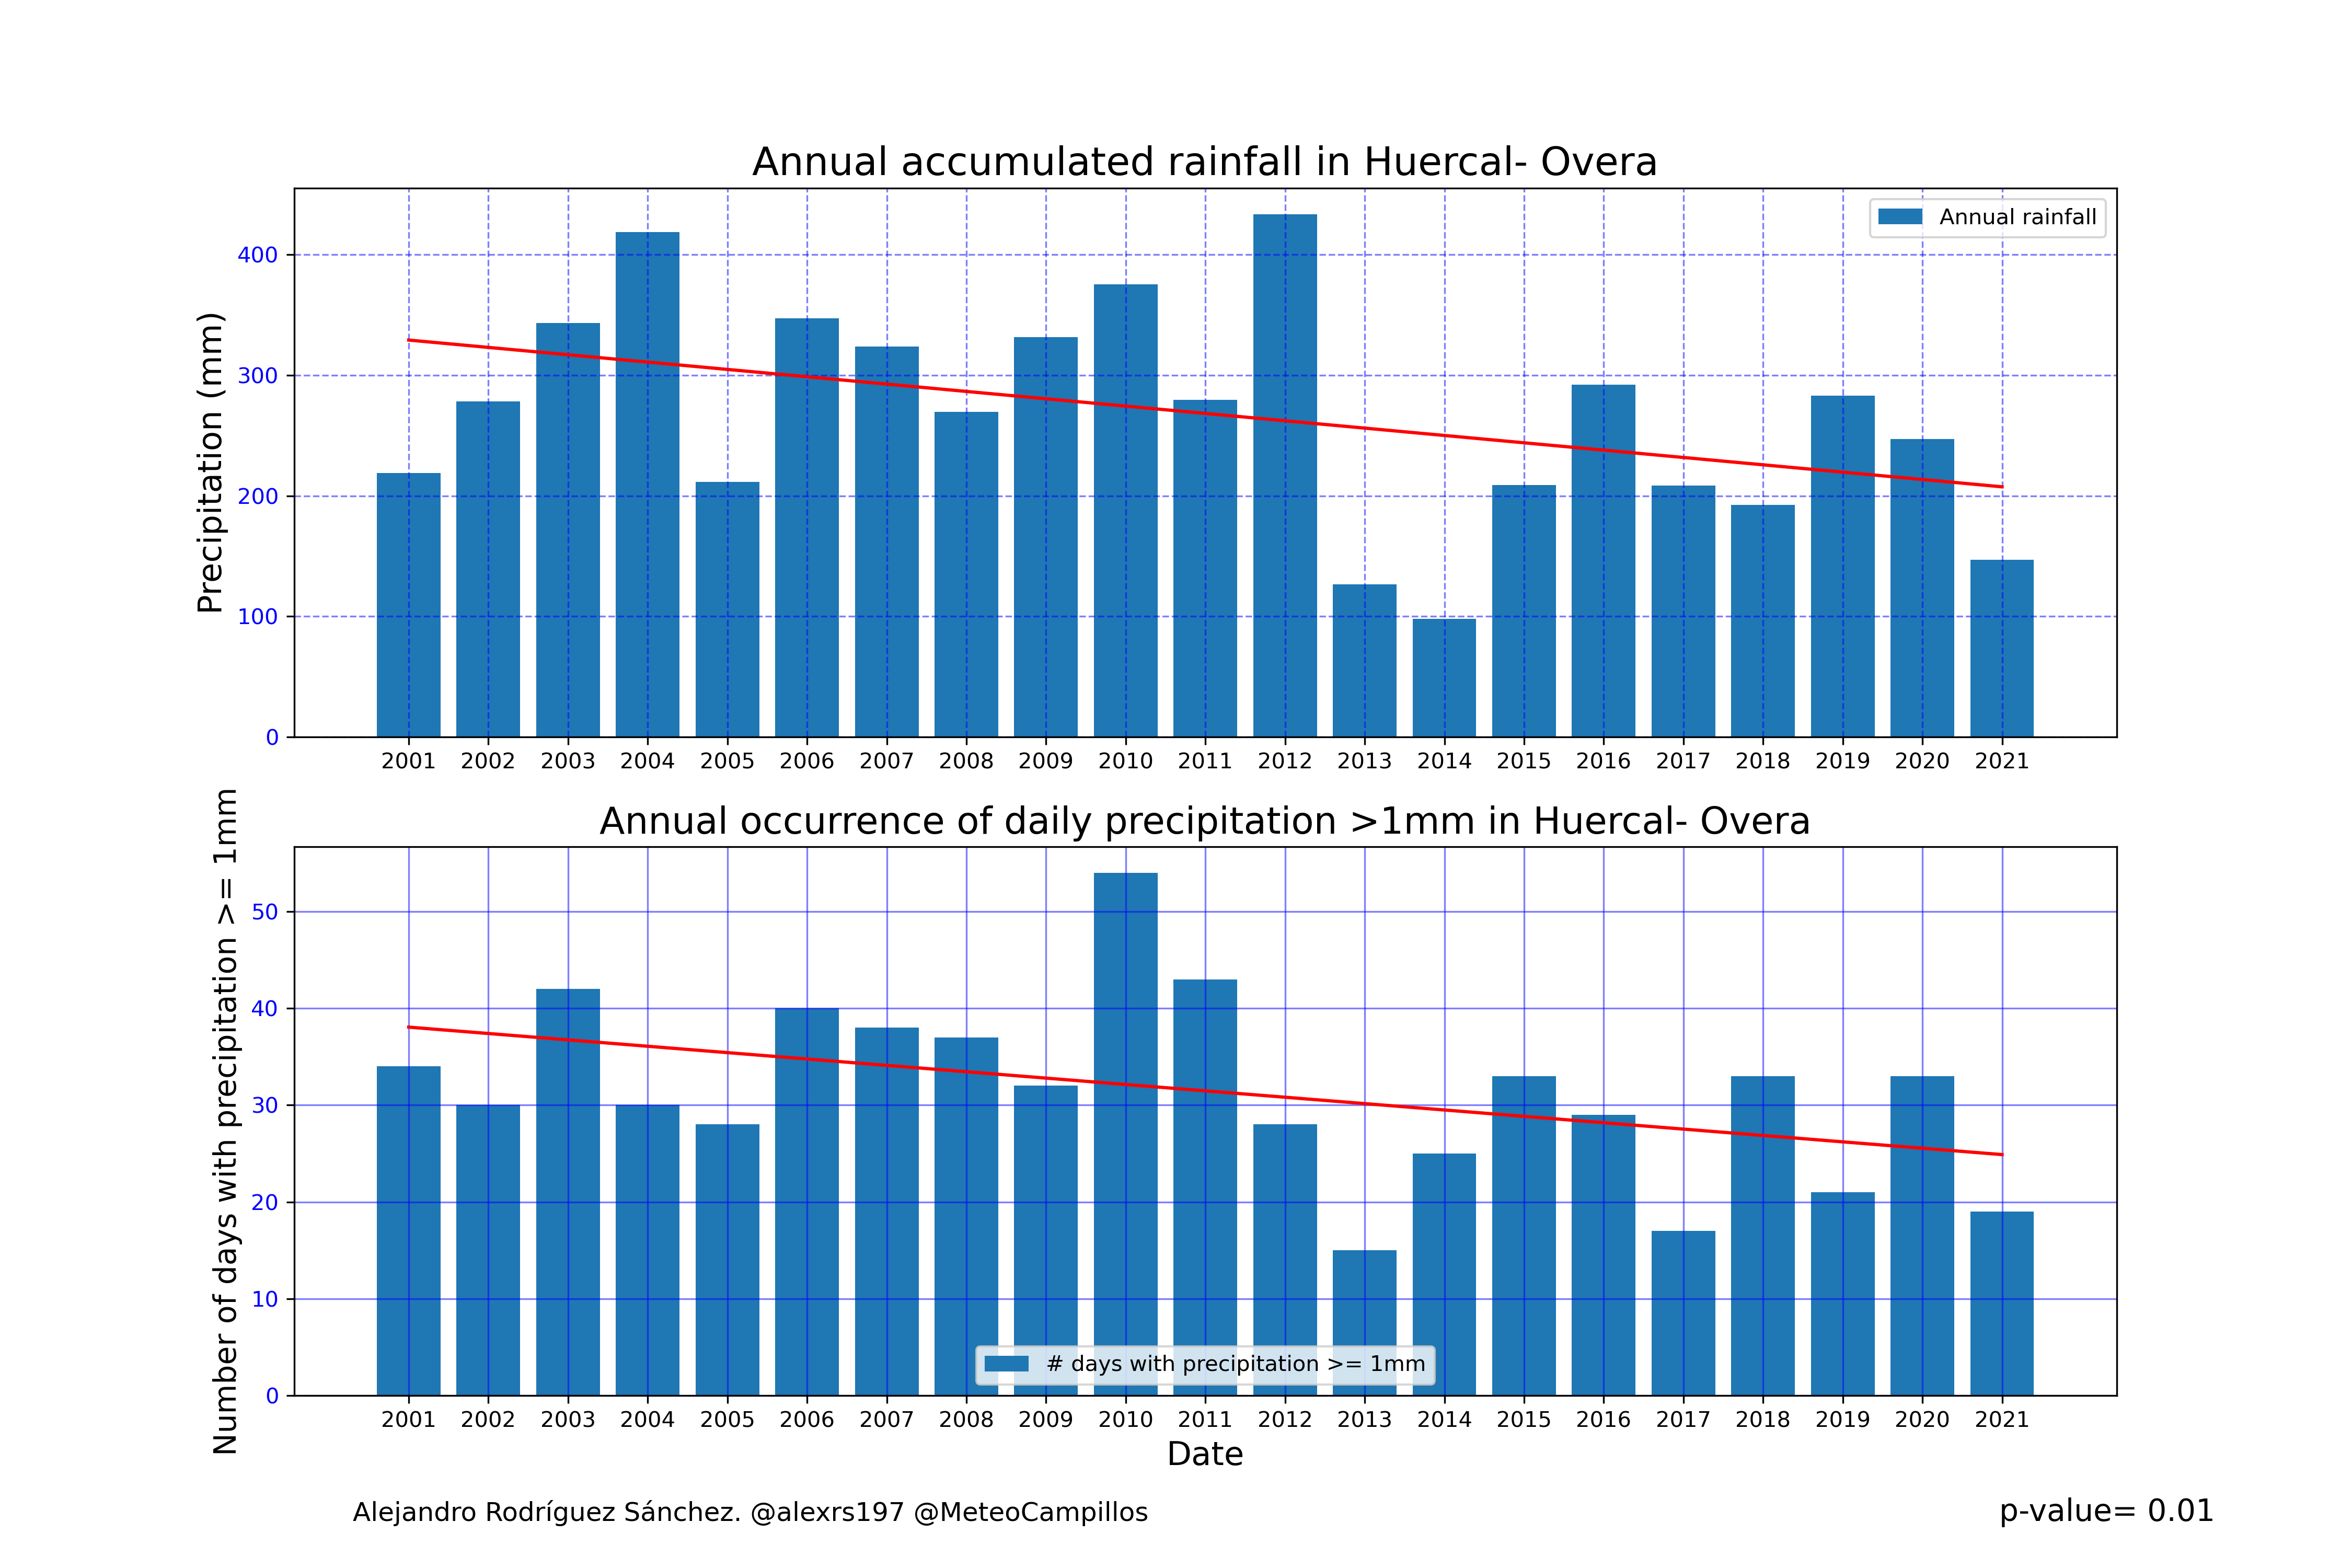 Annual accumulated rainfall in Huercal- Overa
Precipitation (mm)
400
300
200
100
0
Annual rainfall
2001 2002 2003 2004 2005 2006 2007 2008 2009 2010 2011 2012 2013 2014 2015 2016 2017 2018 2019 2020 2021
Annual occurrence of daily precipitation >1mm in Huercal- Overa
Number of days with precipitation >= 1mm
50
40
30
20
10
0
# days with precipitation >= 1mm
2001 2002 2003 2004 2005 2006 2007 2008 2009 2010 2011 2012 2013 2014 2015 2016 2017 2018 2019 2020 2021
Date
Alejandro Rodríguez Sánchez. @alexrs197 @MeteoCampillos
p-value= 0.01